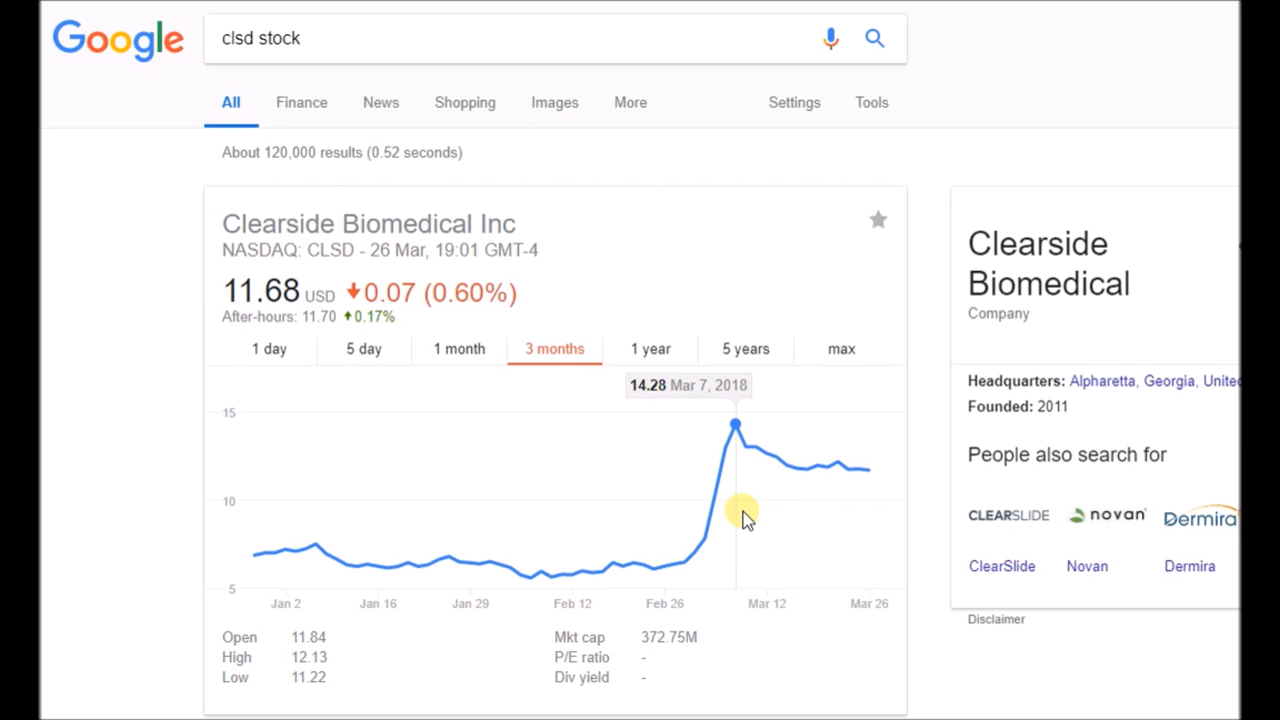 Google
clsd stock
All Finance News Shopping Images More Settings Tools
About 120,000 results (0.52 seconds)
Clearside Biomedical Inc
NASDAQ: CLSD - 26 Mar, 19:01 GMT-4
11.68 USD 0.07 (0.60%)
After-hours: 11.70 0.17%
1 day 5 day 1 month 3 months 1 year 5 years max
14.28 Mar 7, 2018
15
10
5
Jan 2 Jan 16 Jan 29 Feb 12 Feb 26 Mar 12 Mar 26
Open 11.84 Mkt cap 372.75M
High 12.13 P/E ratio -
Low 11.22 Div yield -
Clearside
Biomedical
Company
Headquarters: Alpharetta, Georgia, Unite
Founded: 2011
People also search for
CLEARSLIDE novan Dermira
ClearSlide Novan Dermira
Disclaimer